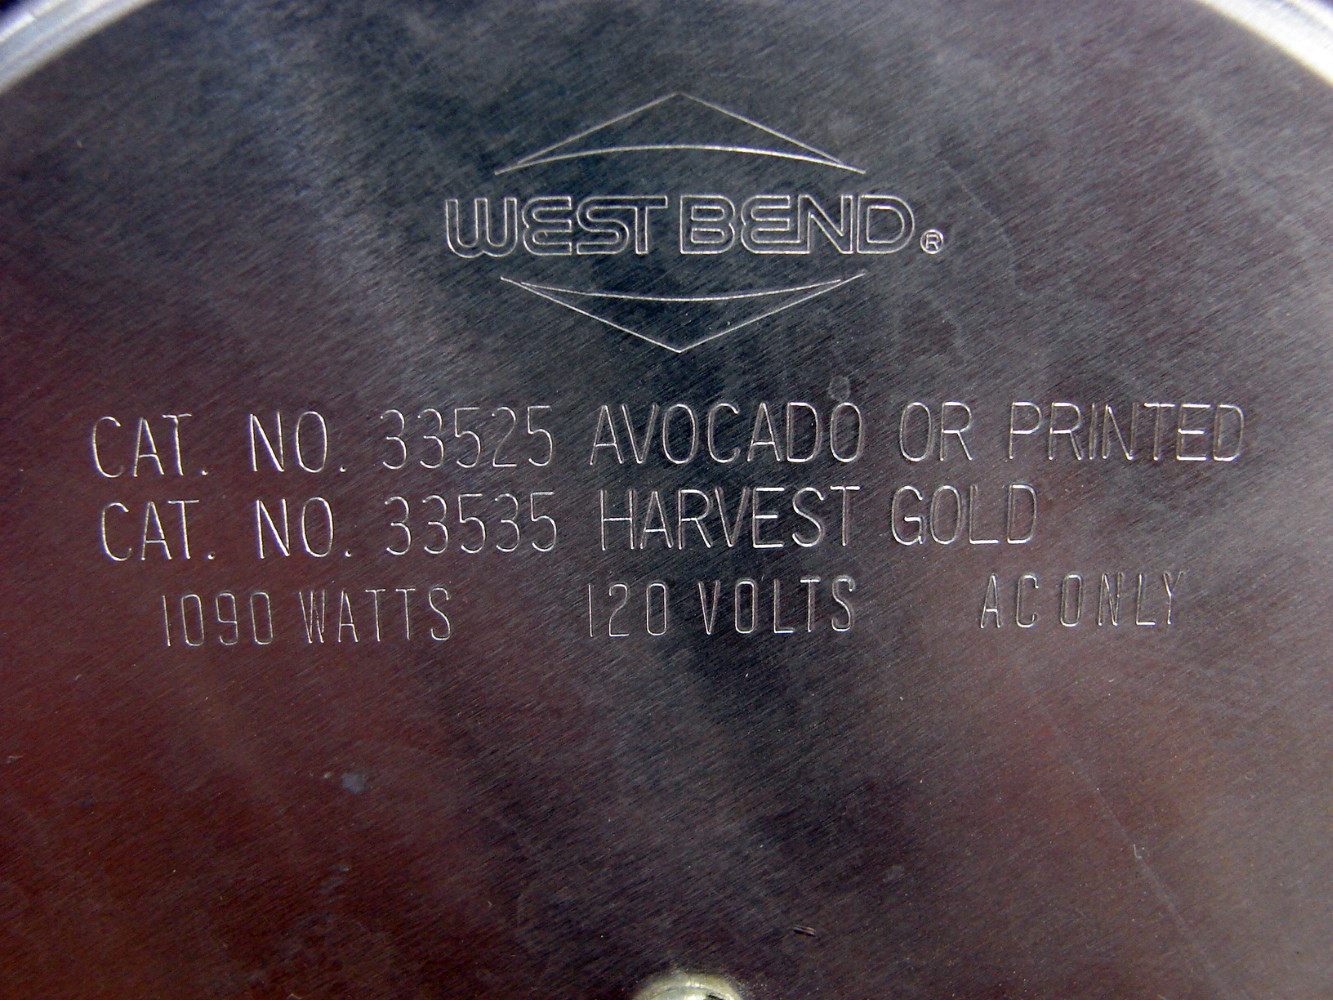 WEST BEND®
CAT. NO. 33525 AVOCADO OR PRINTED
CAT. NO. 33535 HARVEST GOLD
1090 WATTS 120 VOLTS AC ONLY